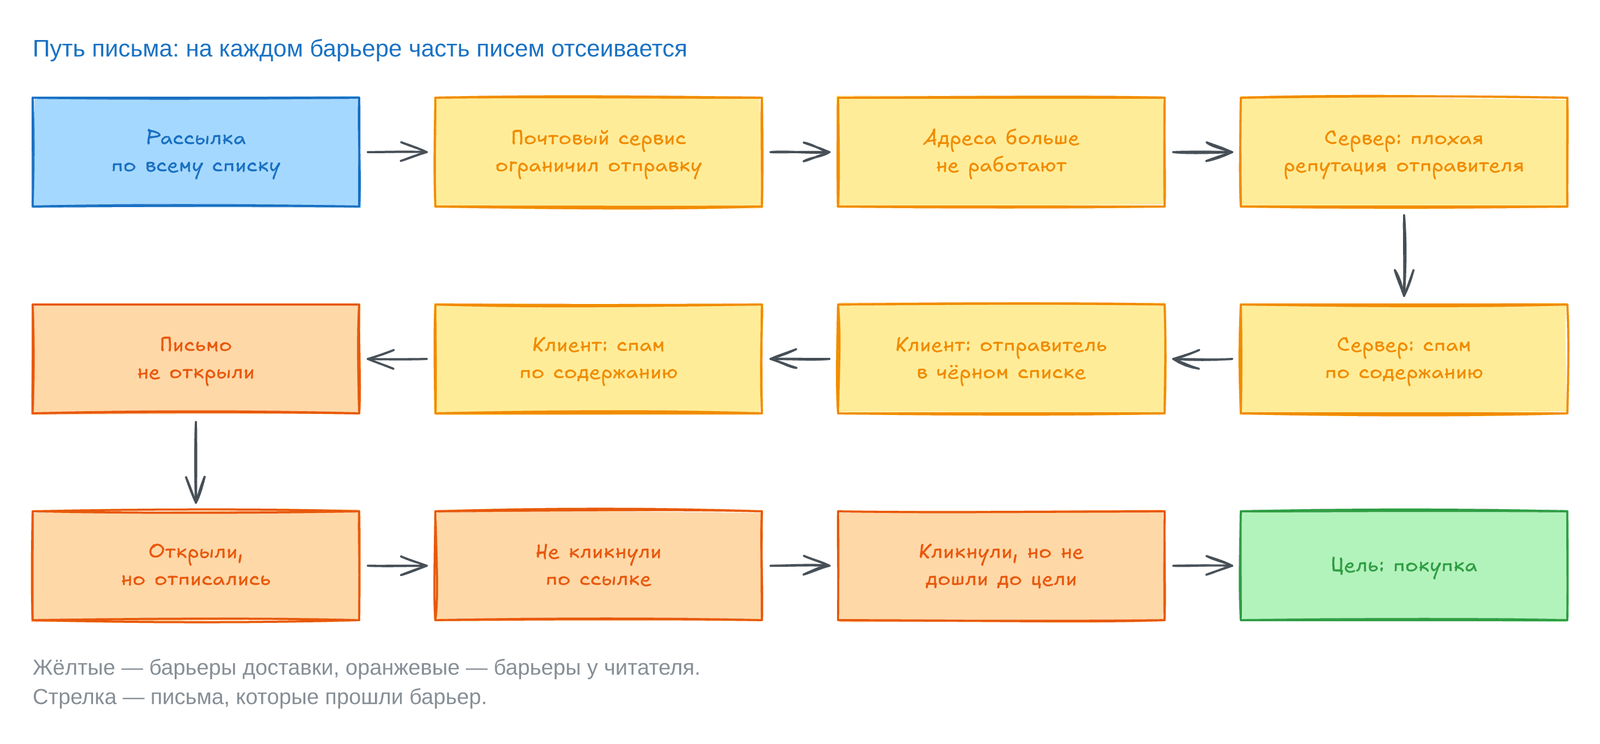 Путь письма: на каждом барьере часть писем отсеивается
Рассылка
по всему списку
Почтовый сервис
ограничил отправку
Адреса больше
не работают
Сервер: плохая
репутация отправителя
Сервер: спам
по содержанию
Клиент: отправитель
в чёрном списке
Клиент: спам
по содержанию
Письмо
не открыли
Открыли,
но отписались
Не кликнули
по ссылке
Кликнули, но не
дошли до цели
Цель: покупка
Жёлтые — барьеры доставки, оранжевые — барьеры у читателя.
Стрелка — письма, которые прошли барьер.